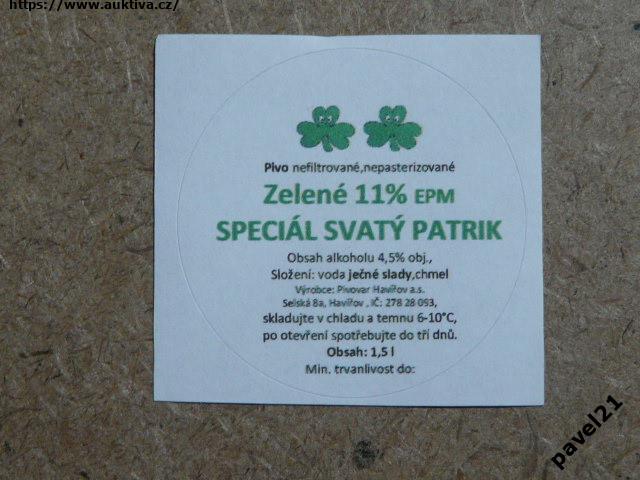 https://www.auktiva.cz/
Pivo nefiltrované,nepasterizované
Zelené 11% EPM
SPECIÁL SVATÝ PATRIK
Obsah alkoholu 4,5% obj.,
Složení: voda ječné slady,chmel
Výrobce: Pivovar Havířov a.s.
Selská 8a, Havířov , IČ: 278 28 093,
skladujte v chladu a temnu 6-10°C,
po otevření spotřebujte do tří dnů.
Obsah: 1,5 l
Min. trvanlivost do:
pavel21